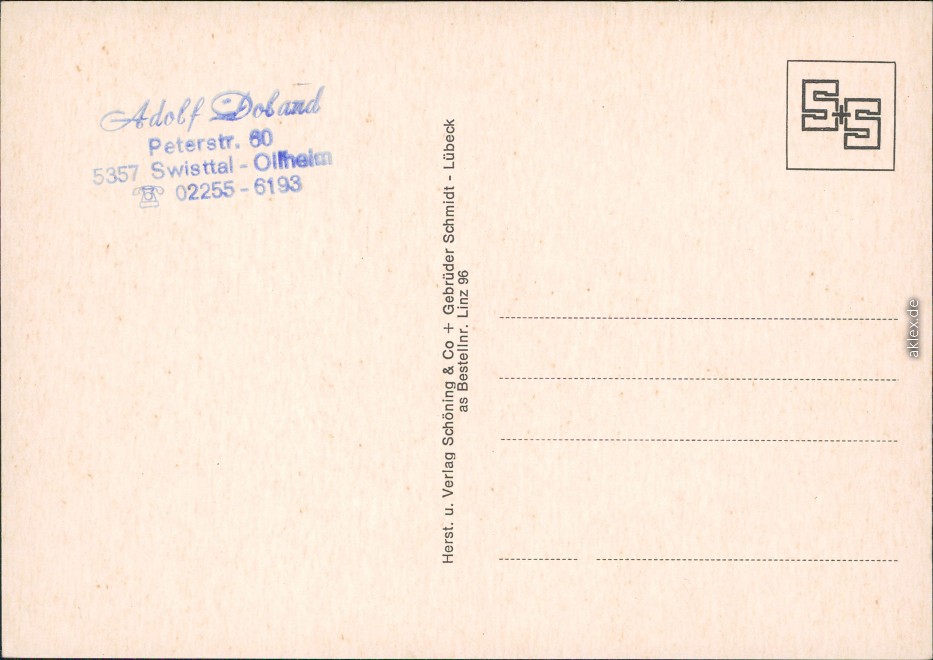 Adolf Doland
Peterstr. 60
5357 Swisttal - Ollheim
02255 - 6193
Herst. u. Verlag Schöning & Co + Gebrüder Schmidt - Lübeck
as Bestellnr. Linz 96
S+S
aklex.de